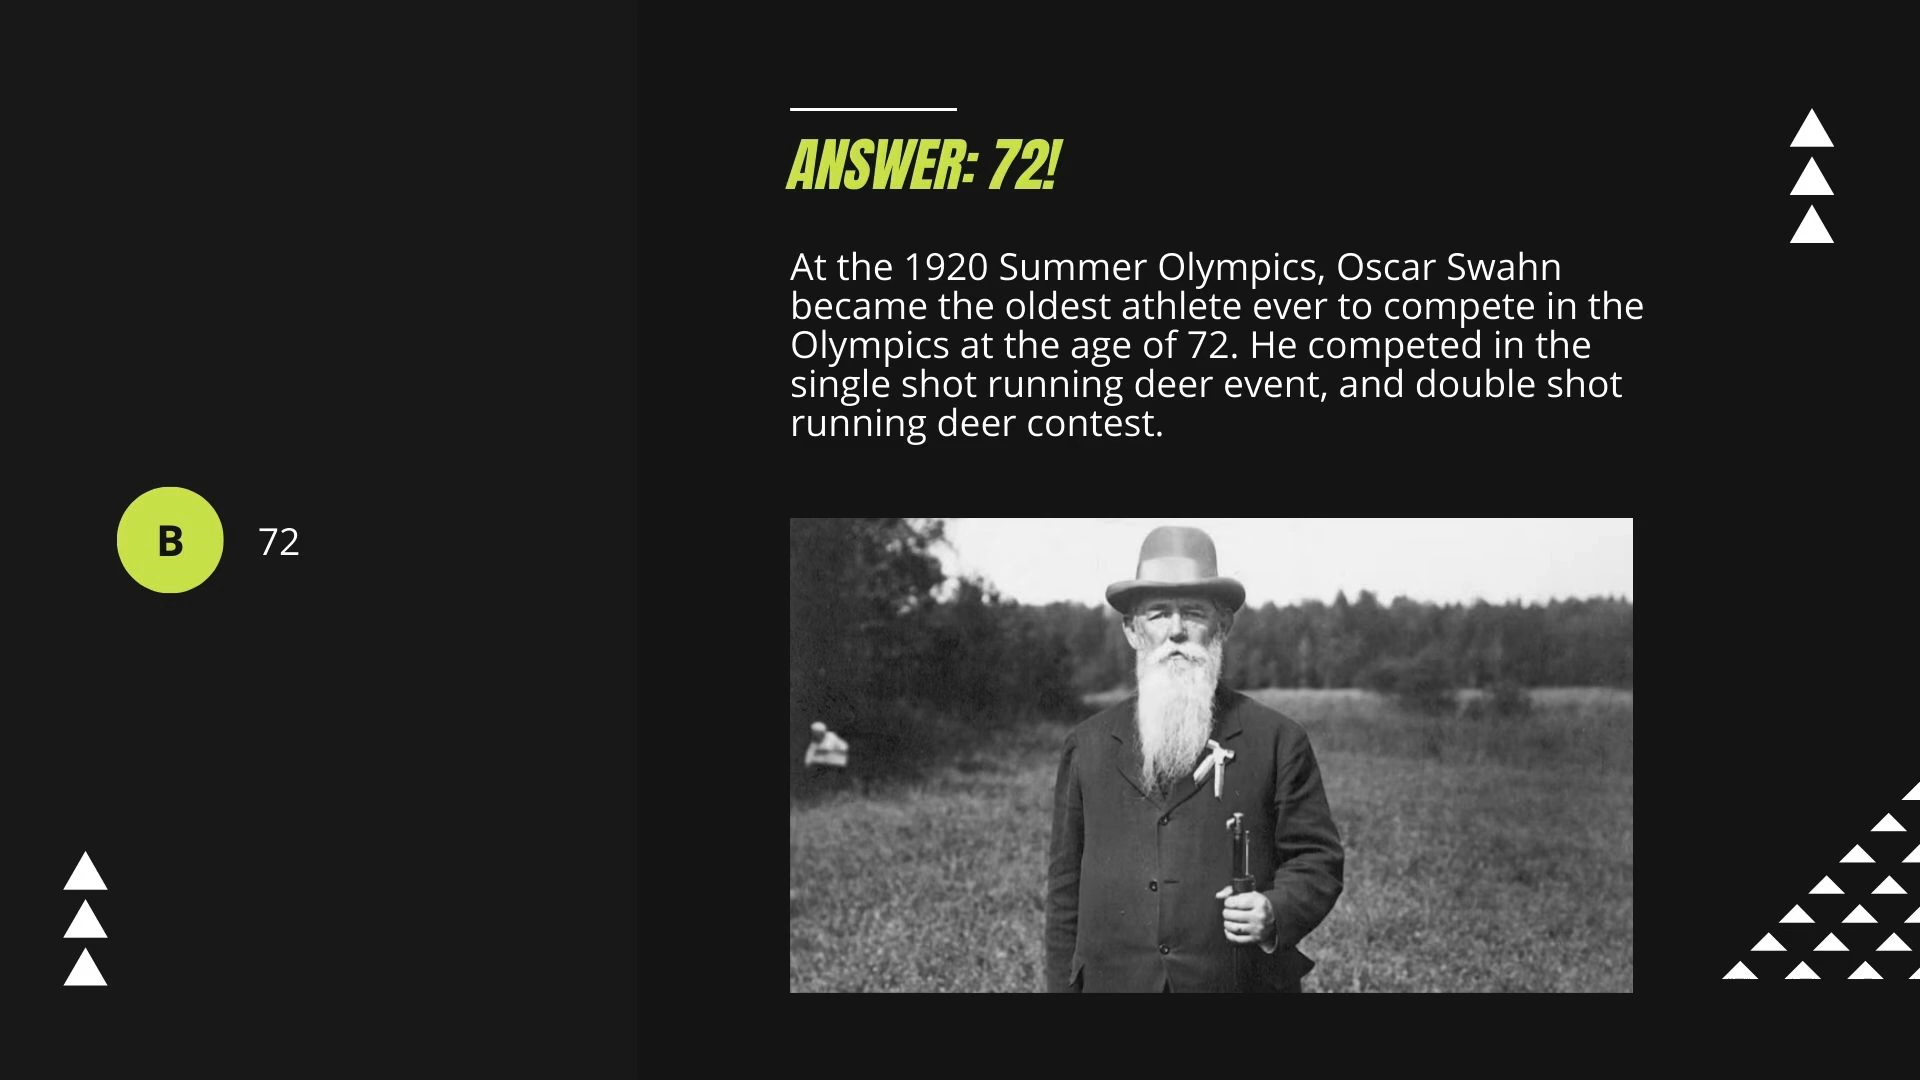 ANSWER: 72!
At the 1920 Summer Olympics, Oscar Swahn
became the oldest athlete ever to compete in the
Olympics at the age of 72. He competed in the
single shot running deer event, and double shot
running deer contest.
B 72